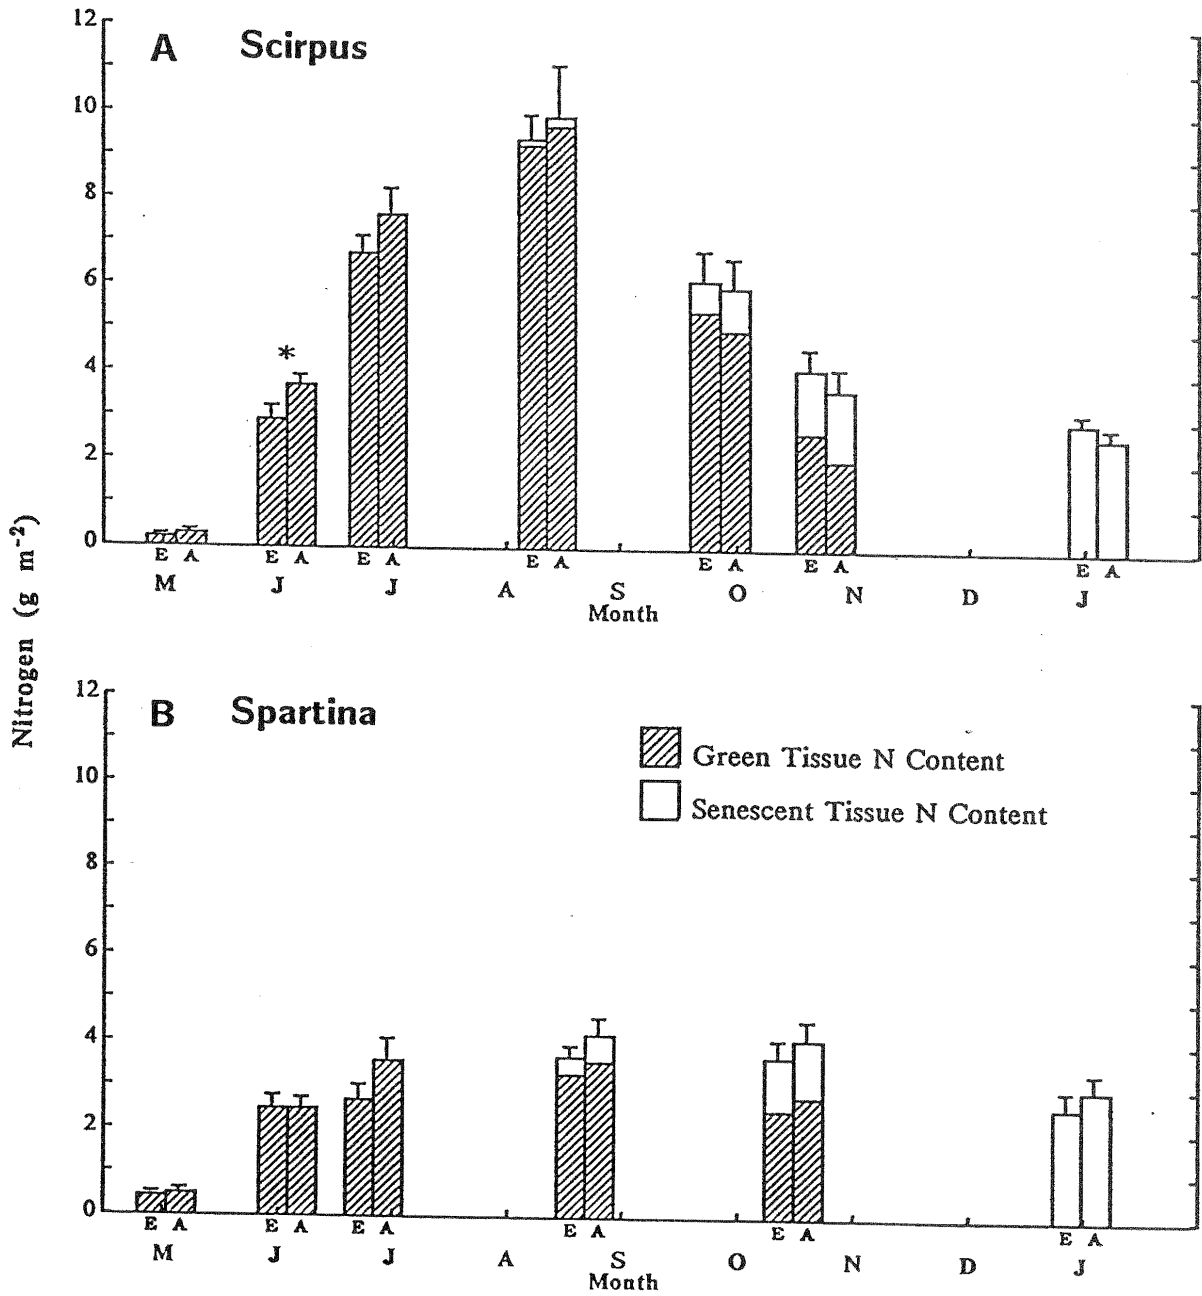 12
A Scirpus
10
8
6
4
*
2
0
E A E A E A E A E A E A E A
M J J A S O N D J
Month
Nitrogen (g m⁻²)
12
B Spartina
Green Tissue N Content
Senescent Tissue N Content
10
8
6
4
2
0
E A E A E A E A E A E A
M J J A S O N D J
Month